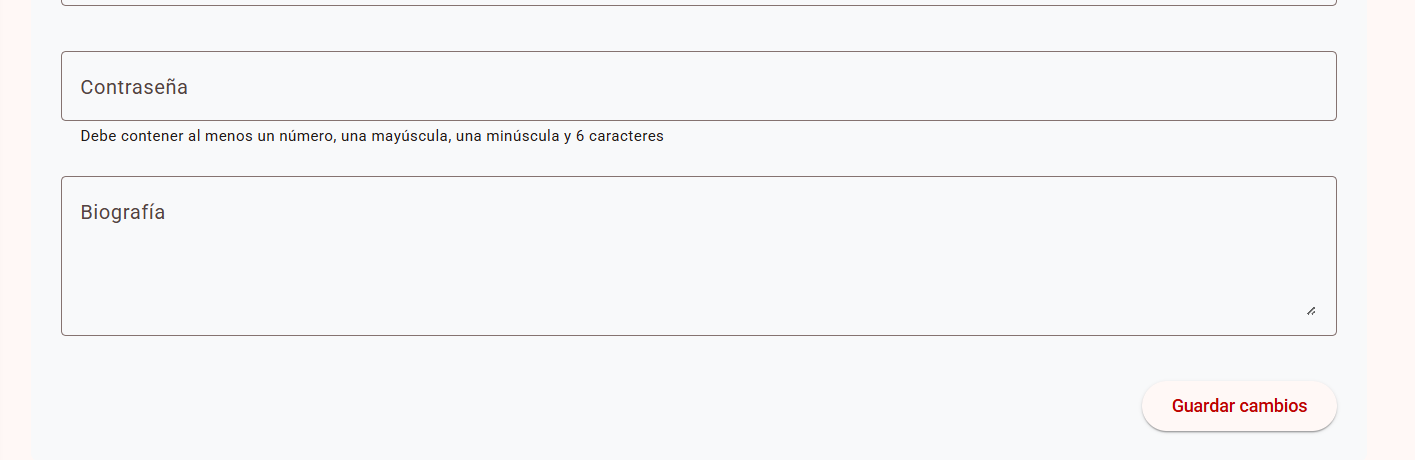 Contraseña
Debe contener al menos un número, una mayúscula, una minúscula y 6 caracteres
Biografía
Guardar cambios